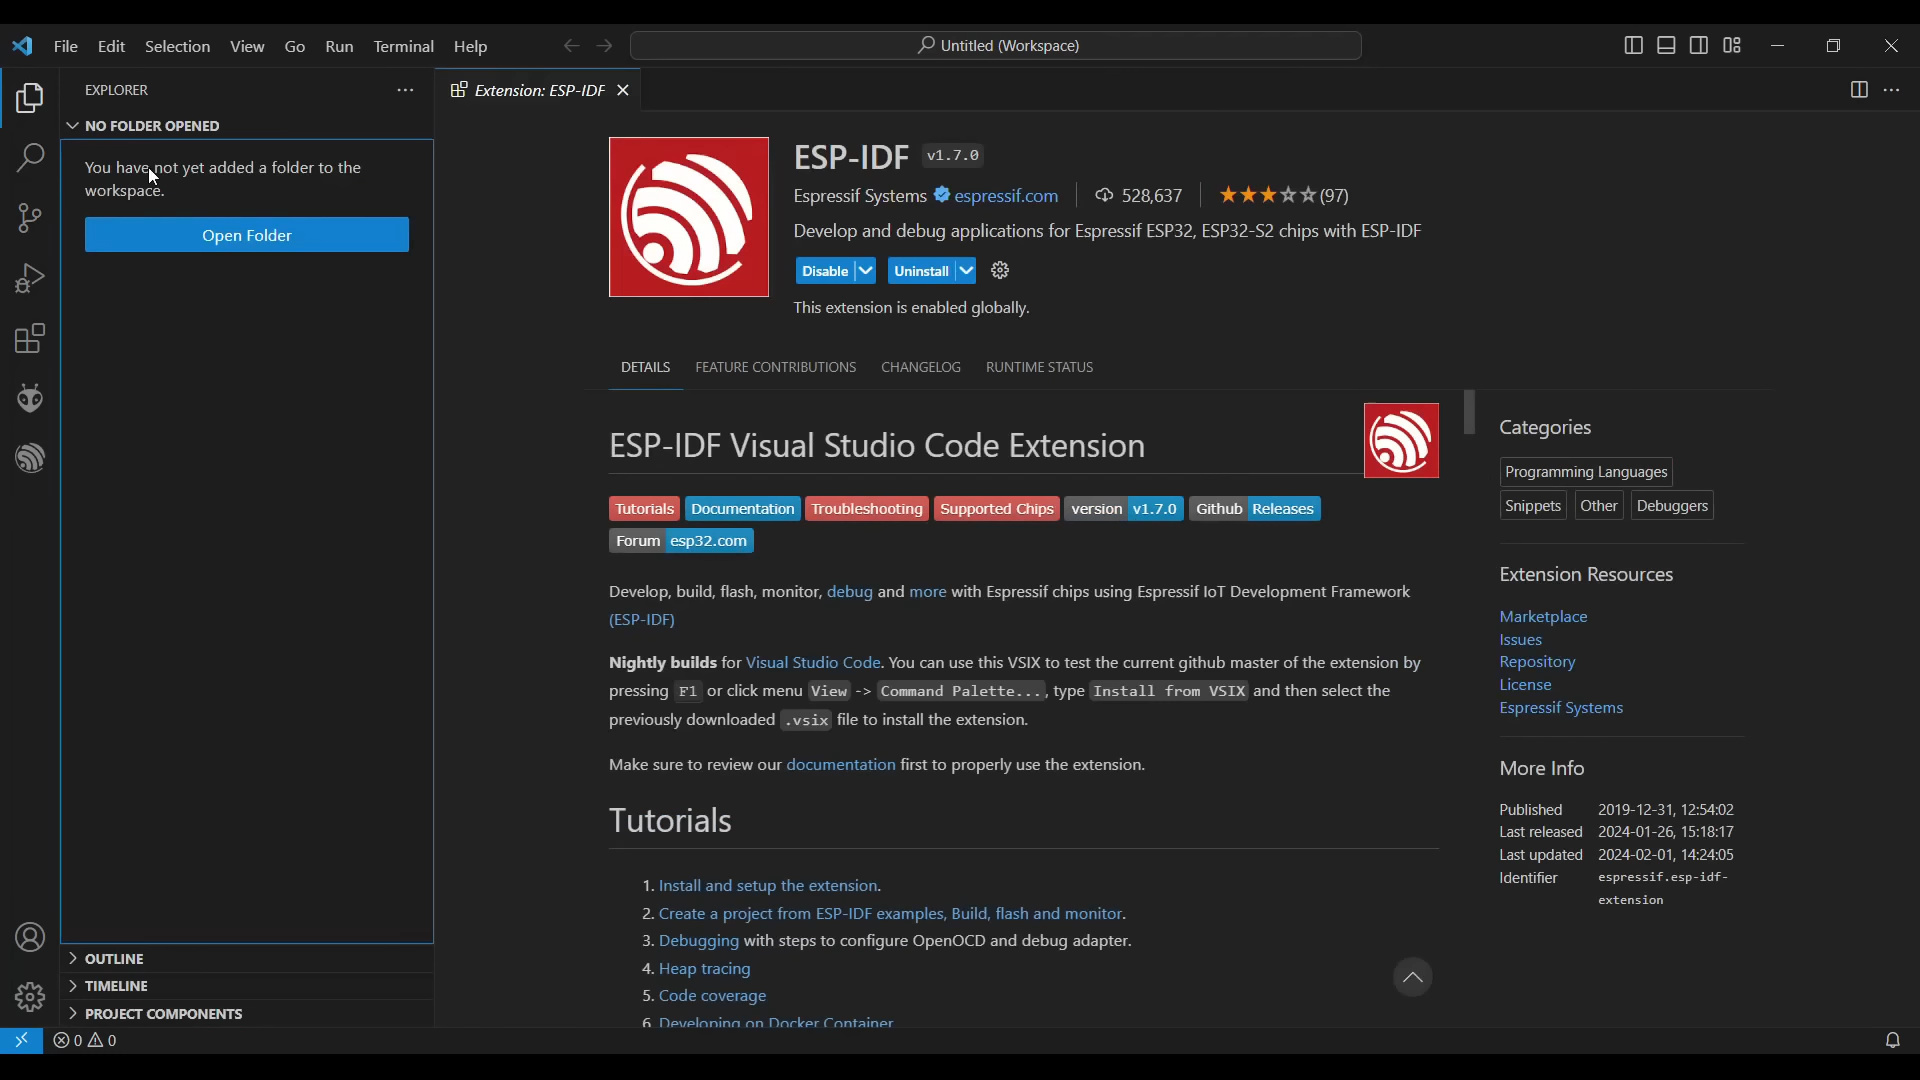 File Edit Selection View Go Run Terminal Help
Untitled (Workspace)
EXPLORER
NO FOLDER OPENED
You have not yet added a folder to the
workspace.
Open Folder
OUTLINE
TIMELINE
PROJECT COMPONENTS
Extension: ESP-IDF
ESP-IDF v1.7.0
Espressif Systems espressif.com 528,637 (97)
Develop and debug applications for Espressif ESP32, ESP32-S2 chips with ESP-IDF
Disable Uninstall
This extension is enabled globally.
DETAILS FEATURE CONTRIBUTIONS CHANGELOG RUNTIME STATUS
ESP-IDF Visual Studio Code Extension
Tutorials Documentation Troubleshooting Supported Chips version v1.7.0 Github Releases
Forum esp32.com
Develop, build, flash, monitor, debug and more with Espressif chips using Espressif IoT Development Framework
(ESP-IDF)
Nightly builds for Visual Studio Code. You can use this VSIX to test the current github master of the extension by
pressing F1 or click menu View -> Command Palette..., type Install from VSIX and then select the
previously downloaded .vsix file to install the extension.
Make sure to review our documentation first to properly use the extension.
Tutorials
1. Install and setup the extension.
2. Create a project from ESP-IDF examples, Build, flash and monitor.
3. Debugging with steps to configure OpenOCD and debug adapter.
4. Heap tracing
5. Code coverage
6. Developing on Docker Container
Categories
Programming Languages
Snippets Other Debuggers
Extension Resources
Marketplace
Issues
Repository
License
Espressif Systems
More Info
Published 2019-12-31, 12:54:02
Last released 2024-01-26, 15:18:17
Last updated 2024-02-01, 14:24:05
Identifier espressif.esp-idf-
extension
0 0